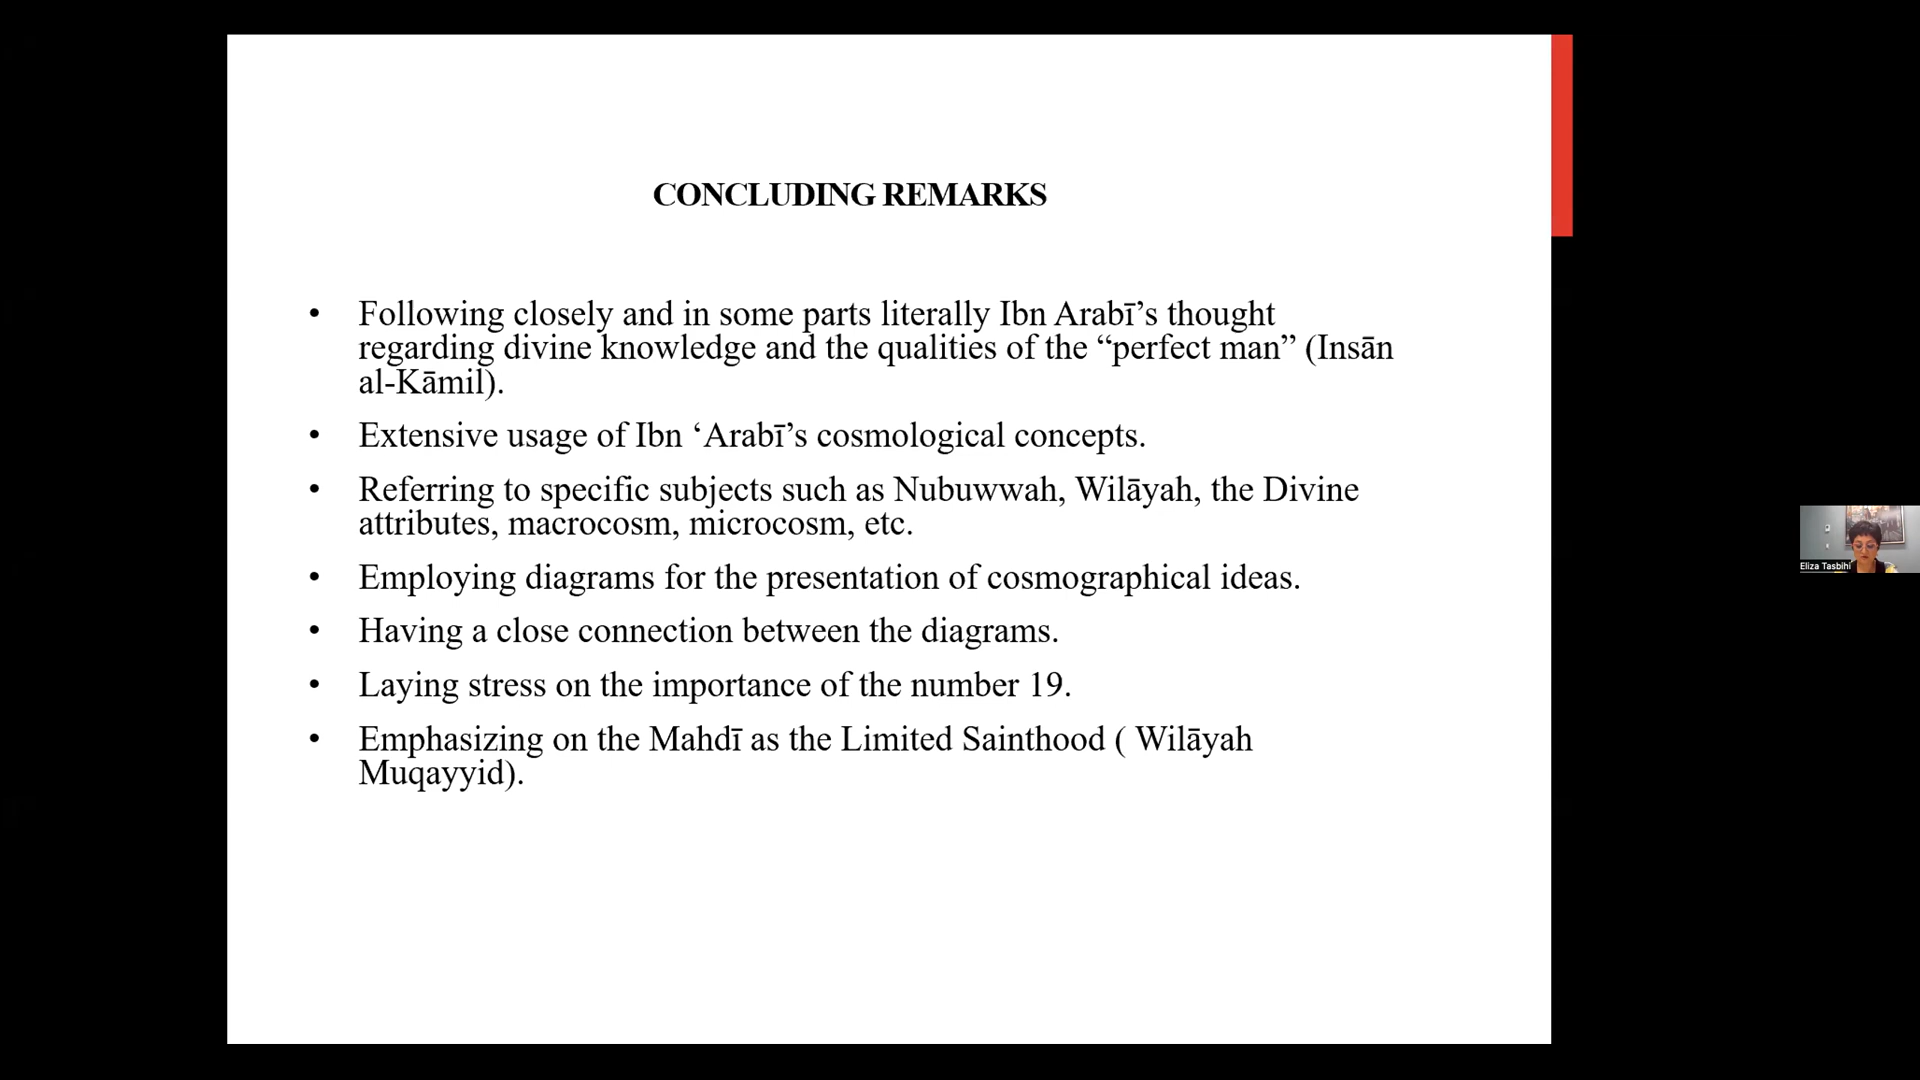 CONCLUDING REMARKS
• Following closely and in some parts literally Ibn Arabī’s thought
regarding divine knowledge and the qualities of the “perfect man” (Insān
al-Kāmil).
• Extensive usage of Ibn ‘Arabī’s cosmological concepts.
• Referring to specific subjects such as Nubuwwah, Wilāyah, the Divine
attributes, macrocosm, microcosm, etc.
• Employing diagrams for the presentation of cosmographical ideas.
• Having a close connection between the diagrams.
• Laying stress on the importance of the number 19.
• Emphasizing on the Mahdī as the Limited Sainthood ( Wilāyah
Muqayyid).
Eliza Tasbihi